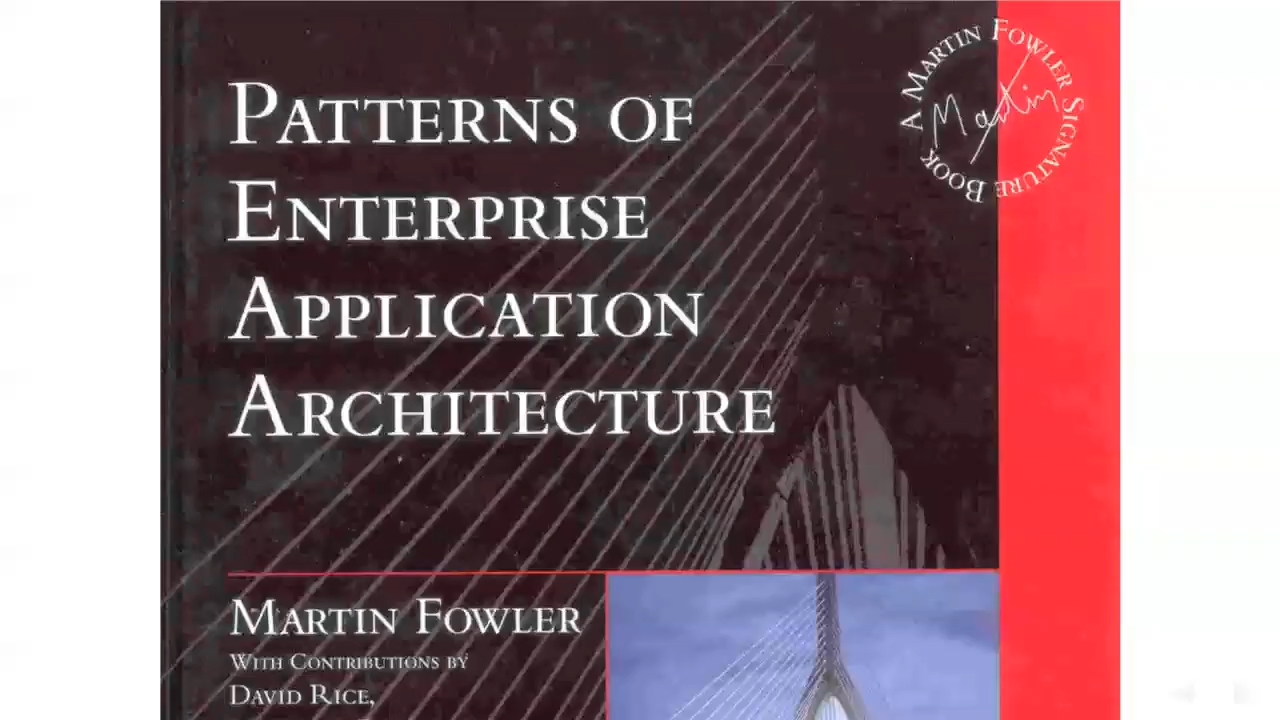 PATTERNS OF
ENTERPRISE
APPLICATION
ARCHITECTURE
A MARTIN FOWLER SIGNATURE BOOK
Martin
MARTIN FOWLER
WITH CONTRIBUTIONS BY
DAVID RICE,